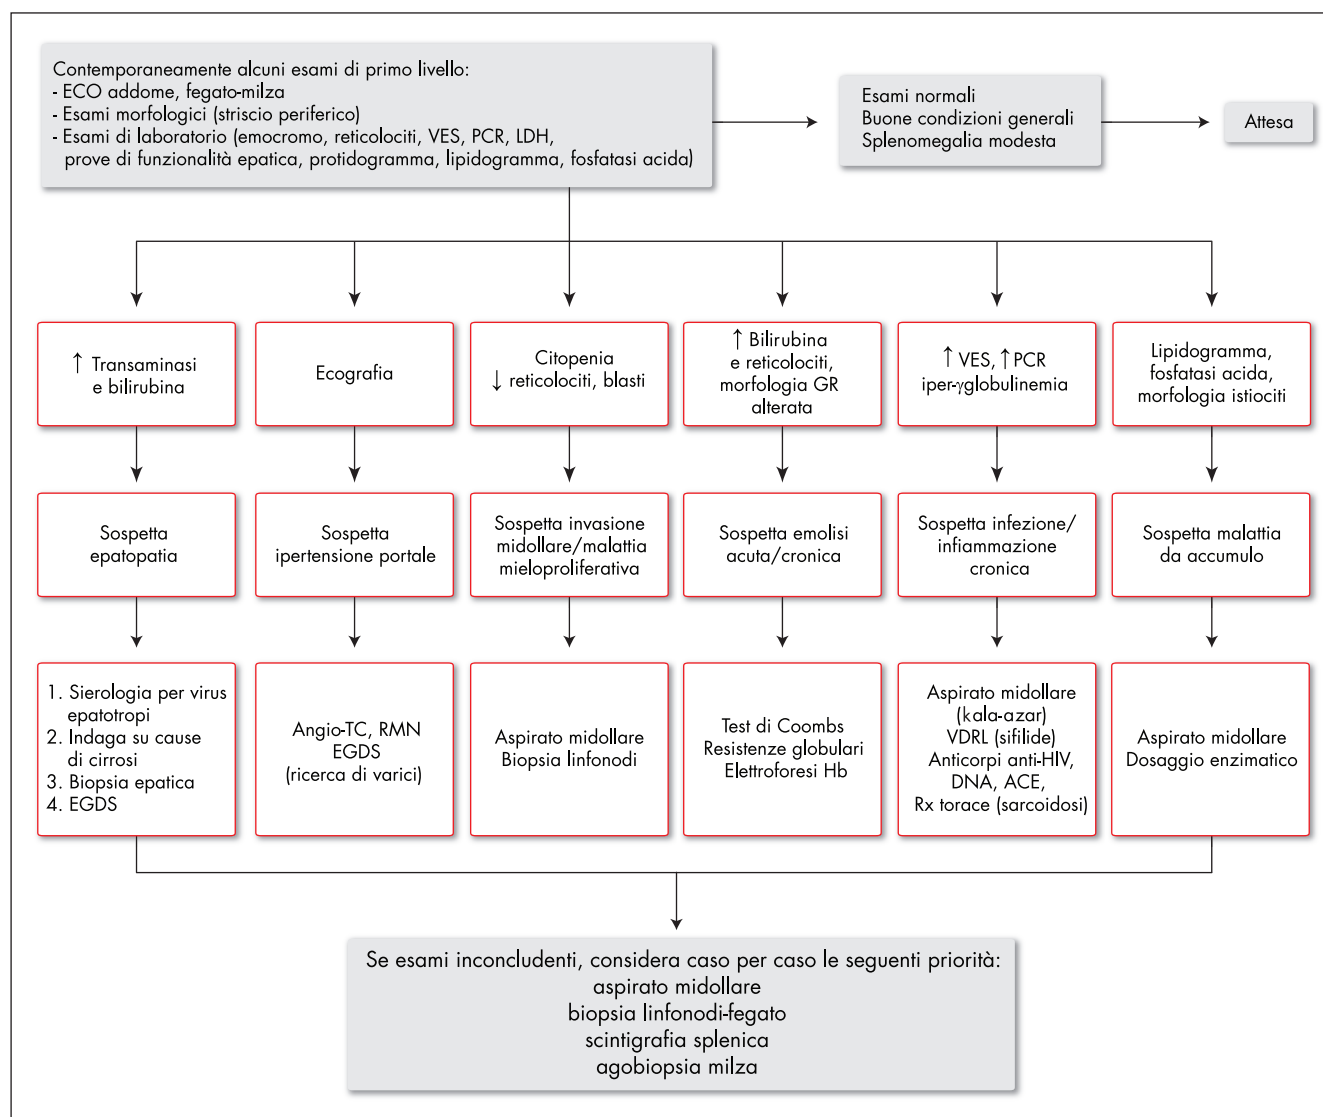 Contemporaneamente alcuni esami di primo livello:
- ECO addome, fegato-milza
- Esami morfologici (striscio periferico)
- Esami di laboratorio (emocromo, reticolociti, VES, PCR, LDH,
prove di funzionalità epatica, protidogramma, lipidogramma, fosfatasi acida)
Esami normali
Buone condizioni generali
Splenomegalia modesta
Attesa
↑ Transaminasi
e bilirubina
Ecografia
Citopenia
↓ reticolociti, blasti
↑ Bilirubina
e reticolociti,
morfologia GR
alterata
↑ VES, ↑ PCR
iper-γglobulinemia
Lipidogramma,
fosfatasi acida,
morfologia istiociti
Sospetta
epatopatia
Sospetta
ipertensione portale
Sospetta invasione
midollare/malattia
mieloproliferativa
Sospetta emolisi
acuta/cronica
Sospetta infezione/
infiammazione
cronica
Sospetta malattia
da accumulo
1. Sierologia per virus
epatotropi
2. Indaga su cause
di cirrosi
3. Biopsia epatica
4. EGDS
Angio-TC, RMN
EGDS
(ricerca di varici)
Aspirato midollare
Biopsia linfonodi
Test di Coombs
Resistenze globulari
Elettroforesi Hb
Aspirato midollare
(kala-azar)
VDRL (sifilide)
Anticorpi anti-HIV,
DNA, ACE,
Rx torace (sarcoidosi)
Aspirato midollare
Dosaggio enzimatico
Se esami inconcludenti, considera caso per caso le seguenti priorità:
aspirato midollare
biopsia linfonodi-fegato
scintigrafia splenica
agobiopsia milza